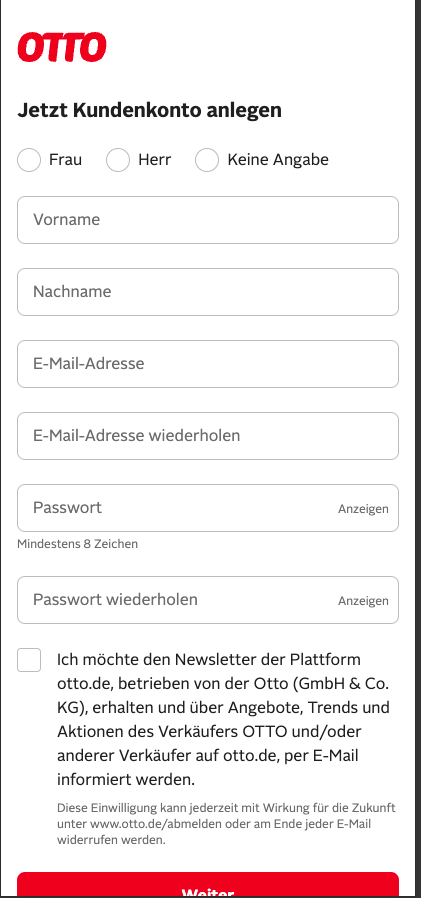 OTTO
Jetzt Kundenkonto anlegen
Frau Herr Keine Angabe
Vorname
Nachname
E-Mail-Adresse
E-Mail-Adresse wiederholen
Passwort Anzeigen
Mindestens 8 Zeichen
Passwort wiederholen Anzeigen
Ich möchte den Newsletter der Plattform
otto.de, betrieben von der Otto (GmbH & Co.
KG), erhalten und über Angebote, Trends und
Aktionen des Verkäufers OTTO und/oder
anderer Verkäufer auf otto.de, per E-Mail
informiert werden.
Diese Einwilligung kann jederzeit mit Wirkung für die Zukunft
unter www.otto.de/abmelden oder am Ende jeder E-Mail
widerrufen werden.
Weiter